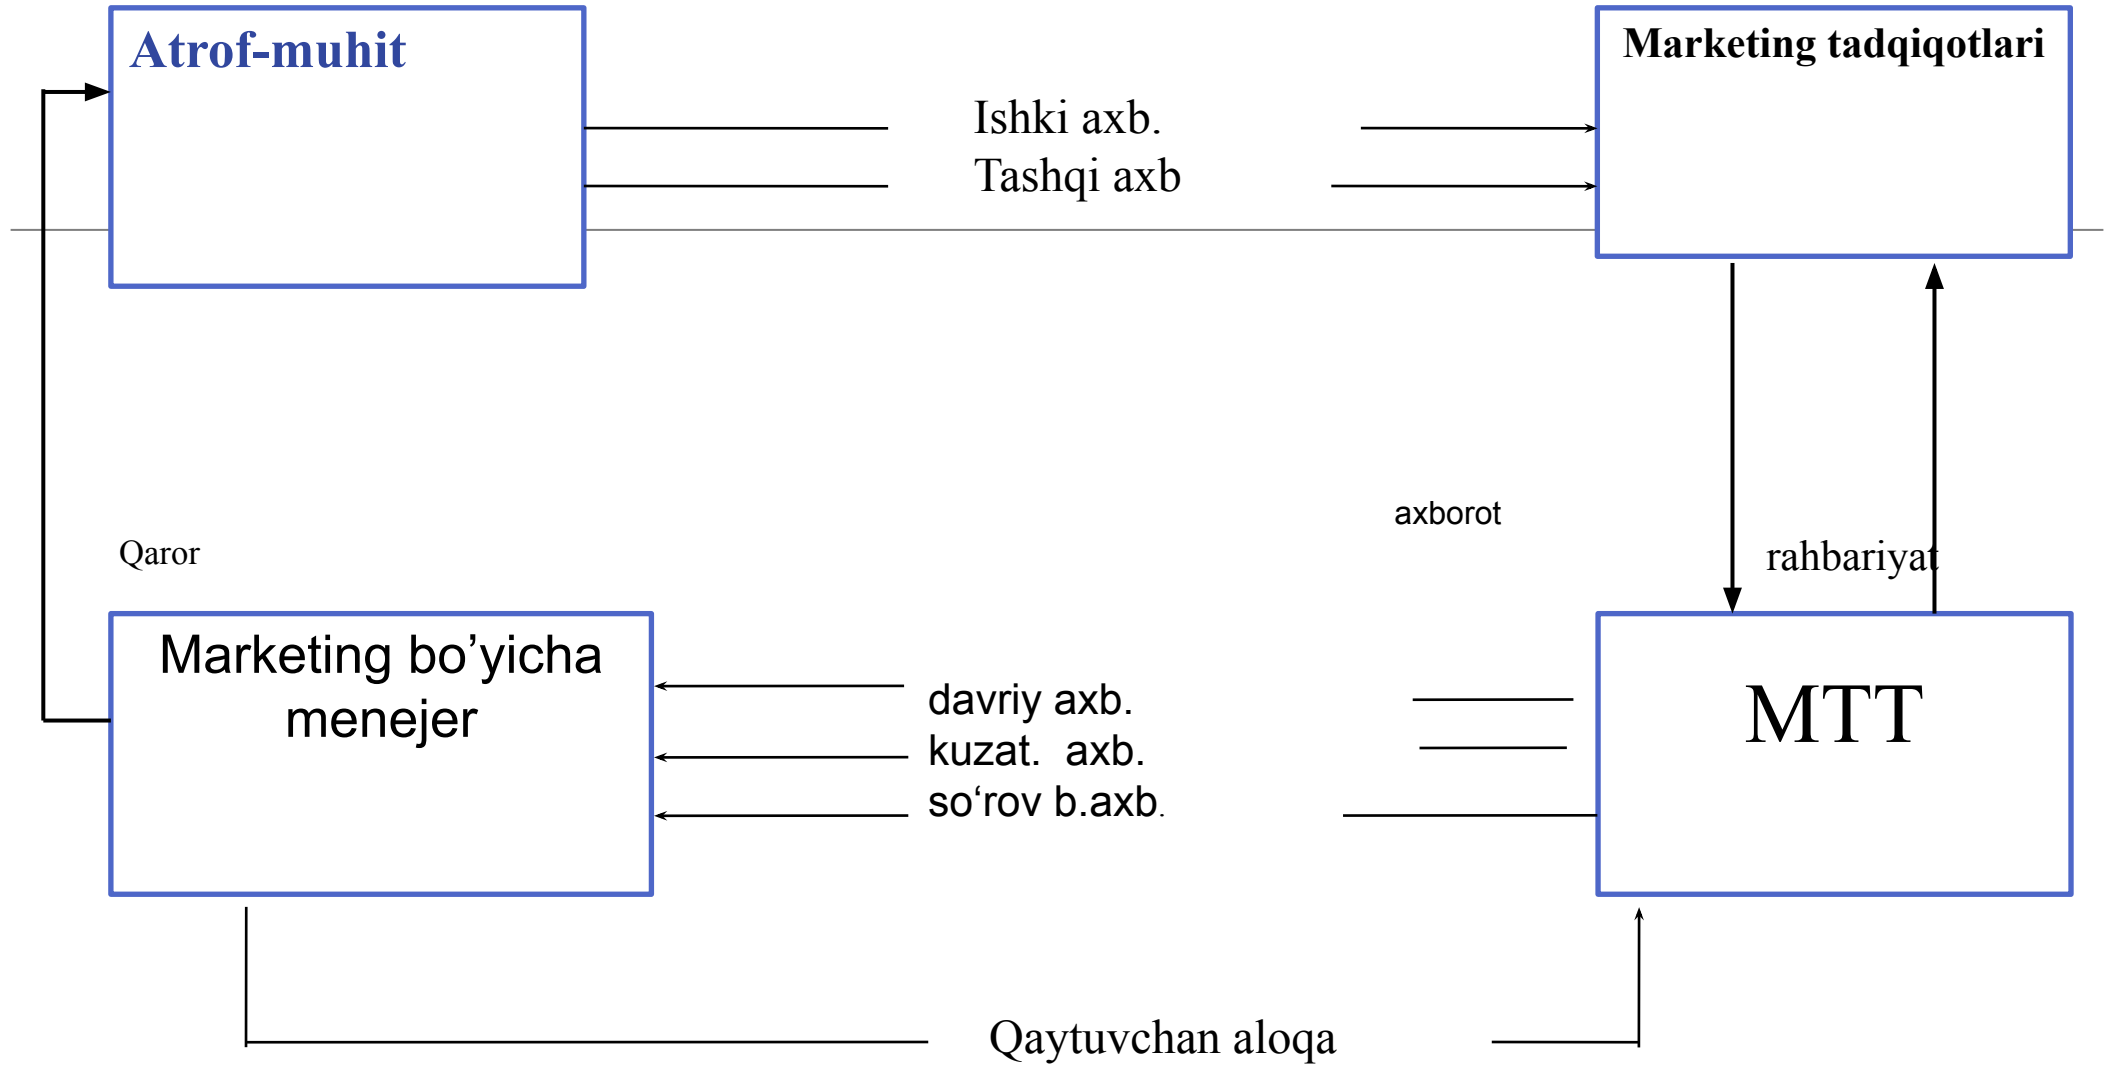 Atrof-muhit
Marketing tadqiqotlari
Ishki axb.
Tashqi axb
axborot
Qaror
rahbariyat
Marketing bo’yicha
menejer
davriy axb.
kuzat.  axb.
so‘rov b.axb.
MTT
Qaytuvchan aloqa